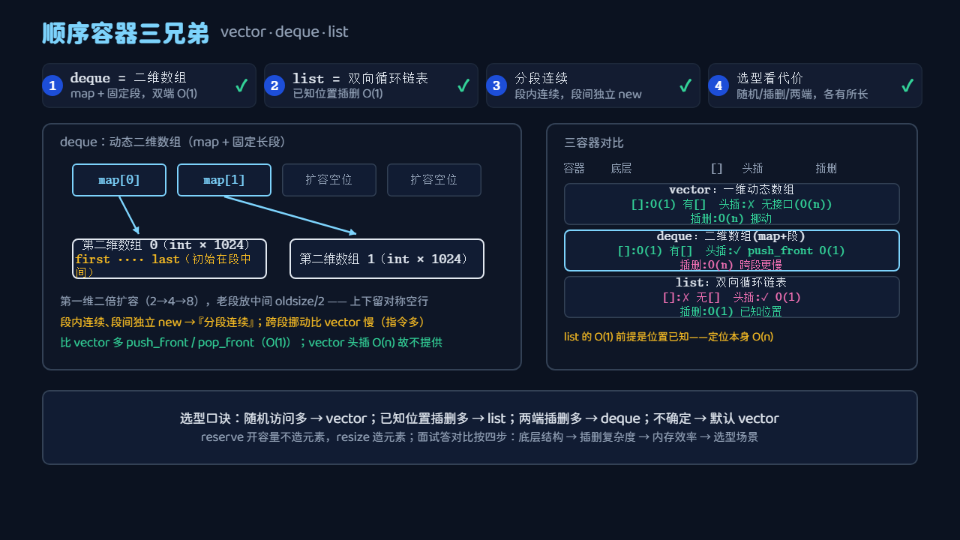 顺序容器三兄弟 vector·deque·list
1 deque = 二维数组 ✓
map + 固定段，双端 O(1)
2 list = 双向循环链表 ✓
已知位置插删 O(1)
3 分段连续 ✓
段内连续，段间独立 new
4 选型看代价 ✓
随机/插删/两端，各有所长
deque：动态二维数组（map + 固定长段）
map[0] map[1] 扩容空位 扩容空位
第二维数组 0（int × 1024）
first ···· last（初始在段中
间）
第二维数组 1（int × 1024）
第一维二倍扩容（2→4→8），老段放中间 oldsize/2 —— 上下留对称空行
段内连续、段间独立 new →『分段连续』；跨段挪动比 vector 慢（指令多）
比 vector 多 push_front / pop_front（O(1)）；vector 头插 O(n) 故不提供
三容器对比
容器 底层 [] 头插 插删
vector：一维动态数组
[]:O(1) 有[] 头插:✗ 无接口(O(n))
插删:O(n) 挪动
deque：二维数组(map+段)
[]:O(1) 有[] 头插:✓ push_front O(1)
插删:O(n) 跨段更慢
list：双向循环链表
[]:✗ 无[] 头插:✓ O(1)
插删:O(1) 已知位置
list 的 O(1) 前提是位置已知——定位本身 O(n)
选型口诀：随机访问多 → vector；已知位置插删多 → list；两端插删多 → deque；不确定 → 默认 vector
reserve 开容量不造元素，resize 造元素；面试答对比按四步：底层结构 → 插删复杂度 → 内存效率 → 选型场景